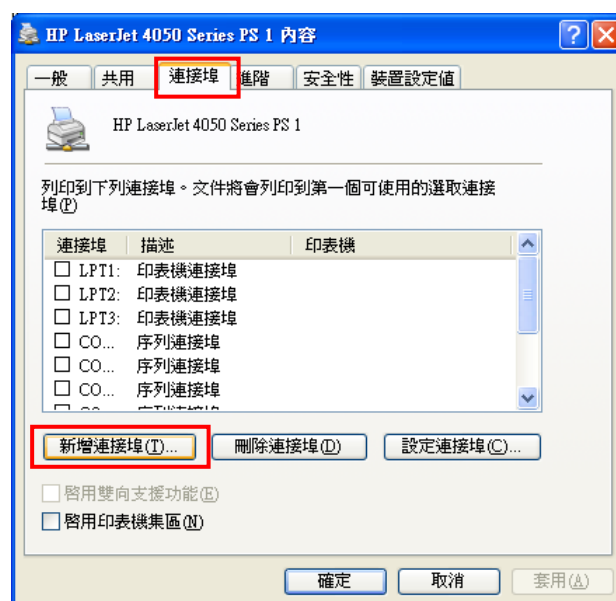 HP LaserJet 4050 Series PS 1 內容
一般 共用 連接埠 進階 安全性 裝置設定值
HP LaserJet 4050 Series PS 1
列印到下列連接埠。文件將會列印到第一個可使用的選取連接
埠(P)
連接埠 描述 印表機
LPT1: 印表機連接埠
LPT2: 印表機連接埠
LPT3: 印表機連接埠
CO... 序列連接埠
CO... 序列連接埠
CO... 序列連接埠
新增連接埠(T)... 刪除連接埠(D) 設定連接埠(C)...
啓用雙向支援功能(E)
啓用印表機集區(N)
確定 取消 套用(A)